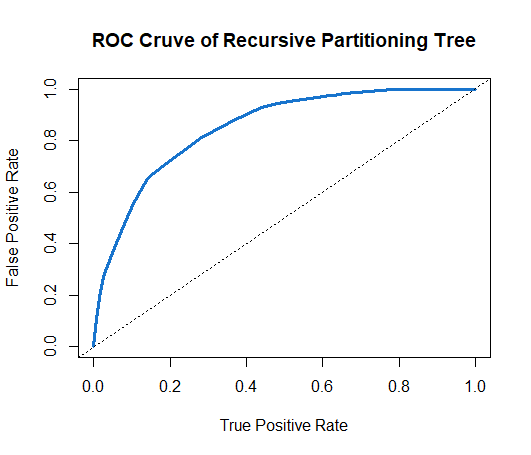 ROC Cruve of Recursive Partitioning Tree
False Positive Rate
1.0
0.8
0.6
0.4
0.2
0.0
0.0 0.2 0.4 0.6 0.8 1.0
True Positive Rate